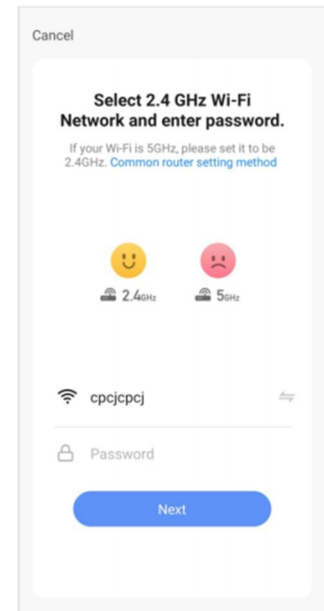 Cancel
Select 2.4 GHz Wi-Fi
Network and enter password.
If your Wi-Fi is 5GHz, please set it to be
2.4GHz. Common router setting method
2.4GHz 5GHz
cpcjcpcj
Password
Next